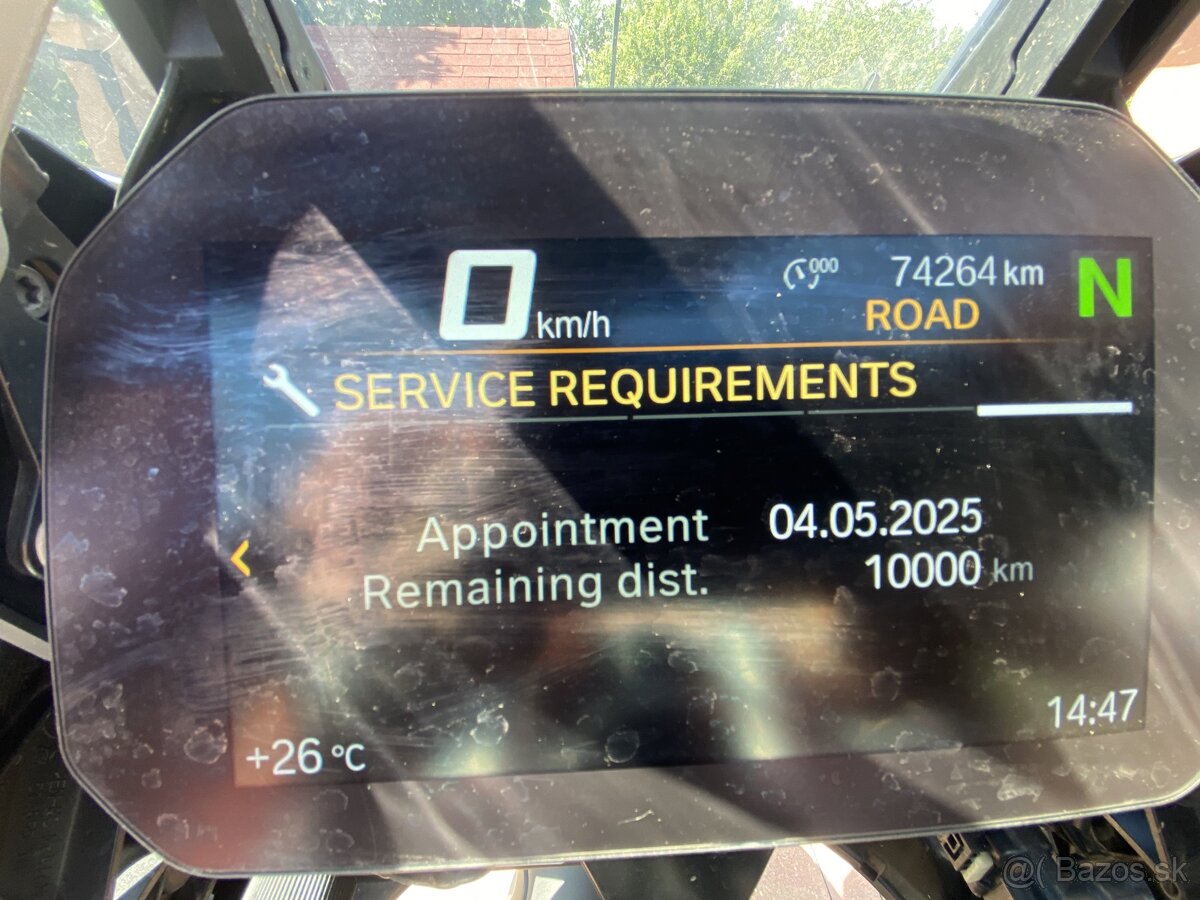 0 km/h
000 74264 km N
ROAD
SERVICE REQUIREMENTS
Appointment 04.05.2025
Remaining dist. 10000 km
+26 °C
14:47
@( Bazos.sk